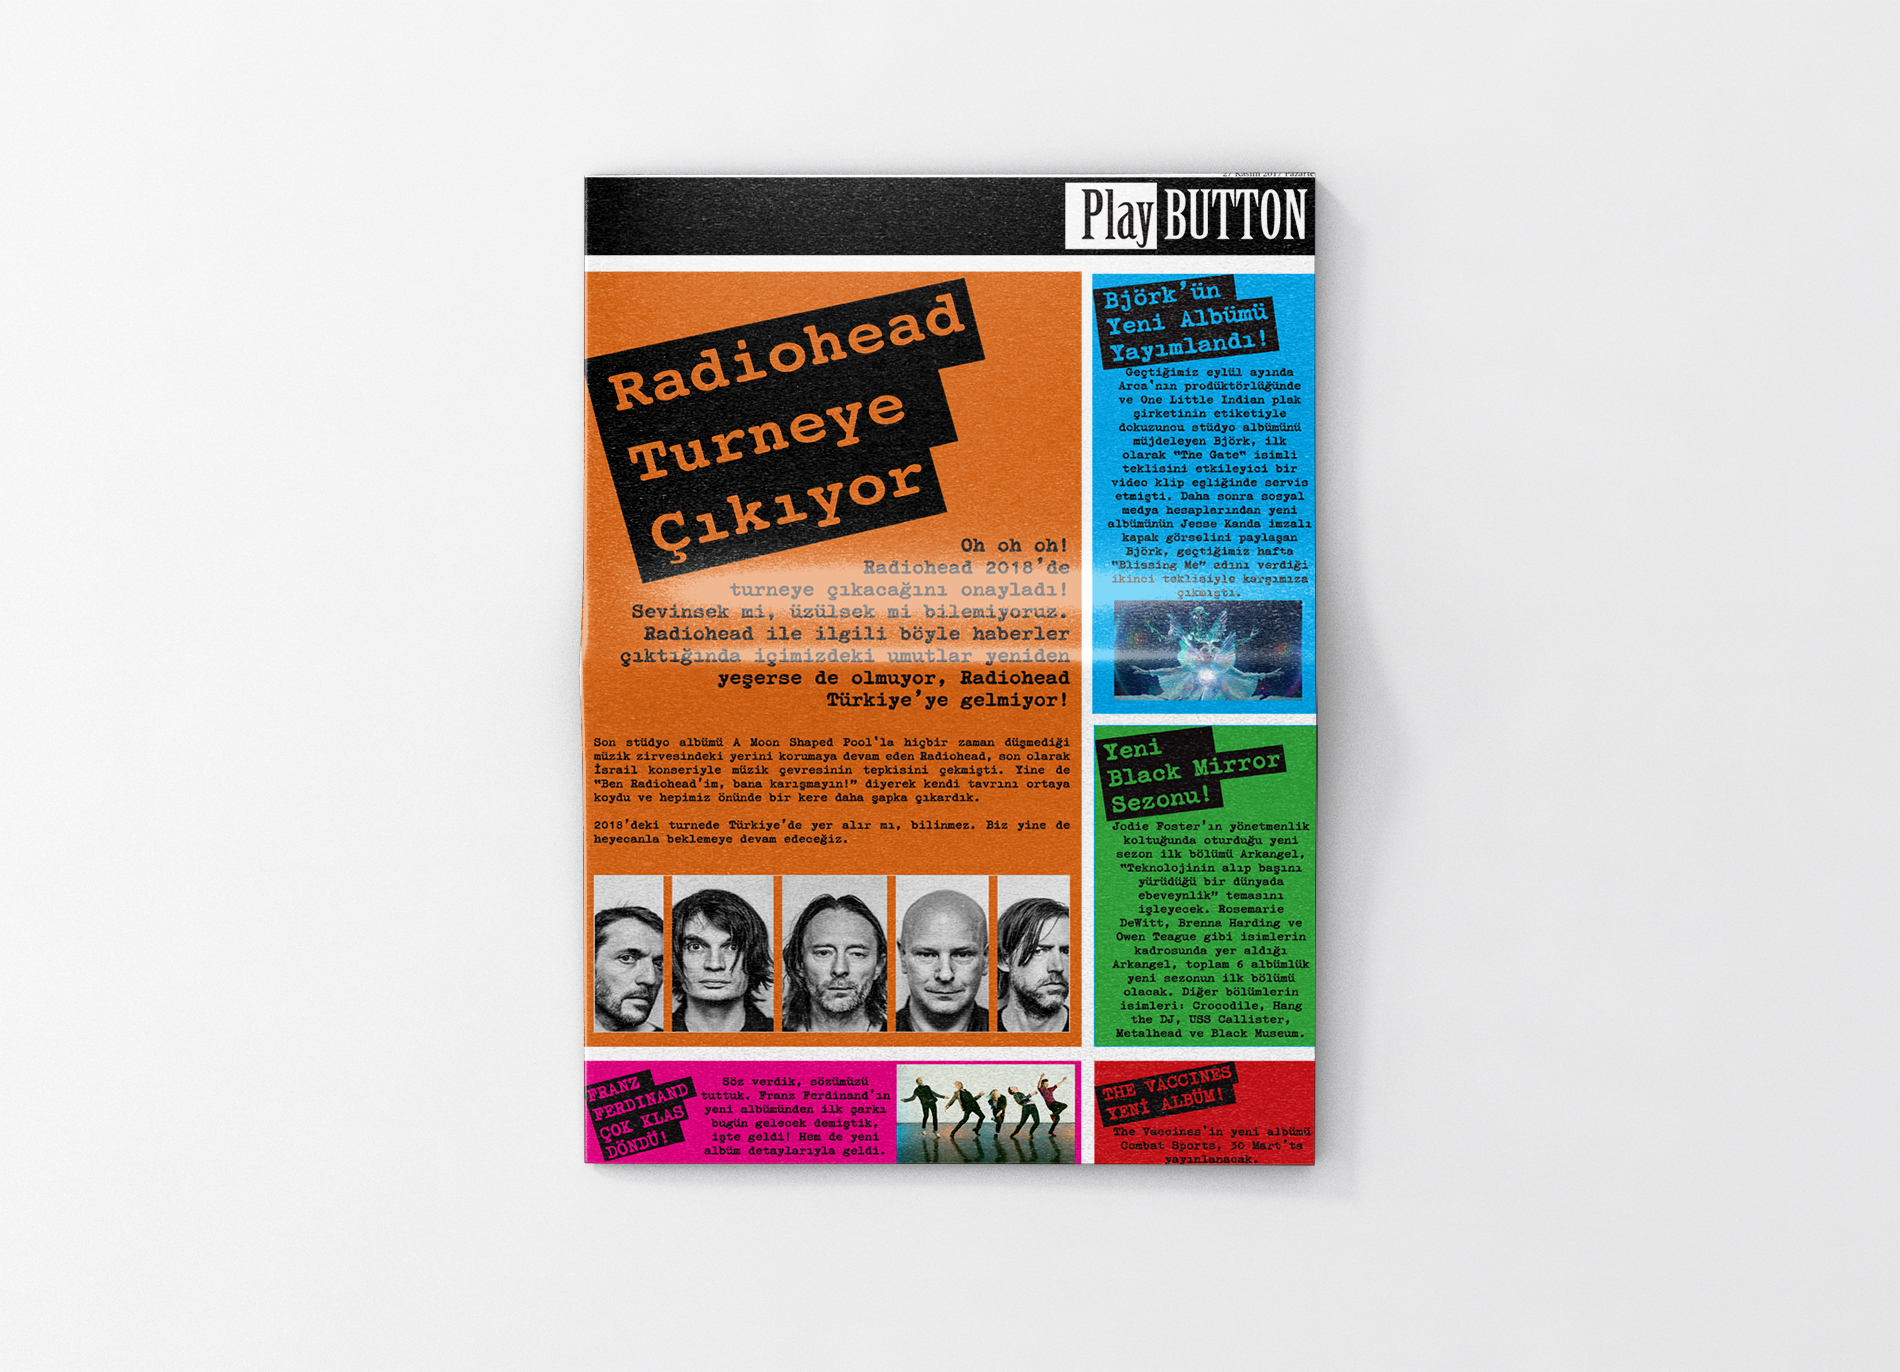 27 Kasım 2017 Pazarte
Play BUTTON
Radiohead
Turneye
Çıkıyor
Oh oh oh!
Radiohead 2018'de
turneye çıkacağını onayladı!
Sevinsek mi, üzülsek mi bilemiyoruz.
Radiohead ile ilgili böyle haberler
çıktığında içimizdeki umutlar yeniden
yeşerse de olmuyor, Radiohead
Türkiye'ye gelmiyor!
Son stüdyo albümü A Moon Shaped Pool'la hiçbir zaman düşmediği
müzik zirvesindeki yerini korumaya devam eden Radiohead, son olarak
İsrail konseriyle müzik çevresinin tepkisini çekmişti. Yine de
"Ben Radiohead'im, bana karışmayın!" diyerek kendi tavrını ortaya
koydu ve hepimiz önünde bir kere daha şapka çıkardık.
2018'deki turnede Türkiye'de yer alır mı, bilinmez. Biz yine de
heyecanla beklemeye devam edeceğiz.
Björk'ün
Yeni Albümü
Yayımlandı!
Geçtiğimiz eylül ayında
Arca'nın prodüktörlüğünde
ve One Little Indian plak
şirketinin etiketiyle
dokuzuncu stüdyo albümünü
müjdeleyen Björk, ilk
olarak "The Gate" isimli
teklisini etkileyici bir
video klip eşliğinde servis
etmişti. Daha sonra sosyal
medya hesaplarından yeni
albümünün Jesse Kanda imzalı
kapak görselini paylaşan
Björk, geçtiğimiz hafta
"Blissing Me" adını verdiği
ikinci teklisiyle karşımıza
çıkmıştı.
Yeni
Black Mirror
Sezonu!
Jodie Foster'ın yönetmenlik
koltuğunda oturduğu yeni
sezon ilk bölümü Arkangel,
"Teknolojinin alıp başını
yürüdüğü bir dünyada
ebeveynlik" temasını
işleyecek. Rosemarie
DeWitt, Brenna Harding ve
Owen Teague gibi isimlerin
kadrosunda yer aldığı
Arkangel, toplam 6 albümlük
yeni sezonun ilk bölümü
olacak. Diğer bölümlerin
isimleri: Crocodile, Hang
the DJ, USS Callister,
Metalhead ve Black Museum.
FRANZ
FERDINAND
ÇOK KLAS
DÖNDÜ!
Söz verdik, sözümüzü
tuttuk. Franz Ferdinand'ın
yeni albümünden ilk şarkı
bugün gelecek demiştik,
işte geldi! Hem de yeni
albüm detaylarıyla geldi.
THE VACCINES
YENİ ALBÜM!
The Vaccines'in yeni albümü
Combat Sports, 30 Mart'ta
yayınlanacak.